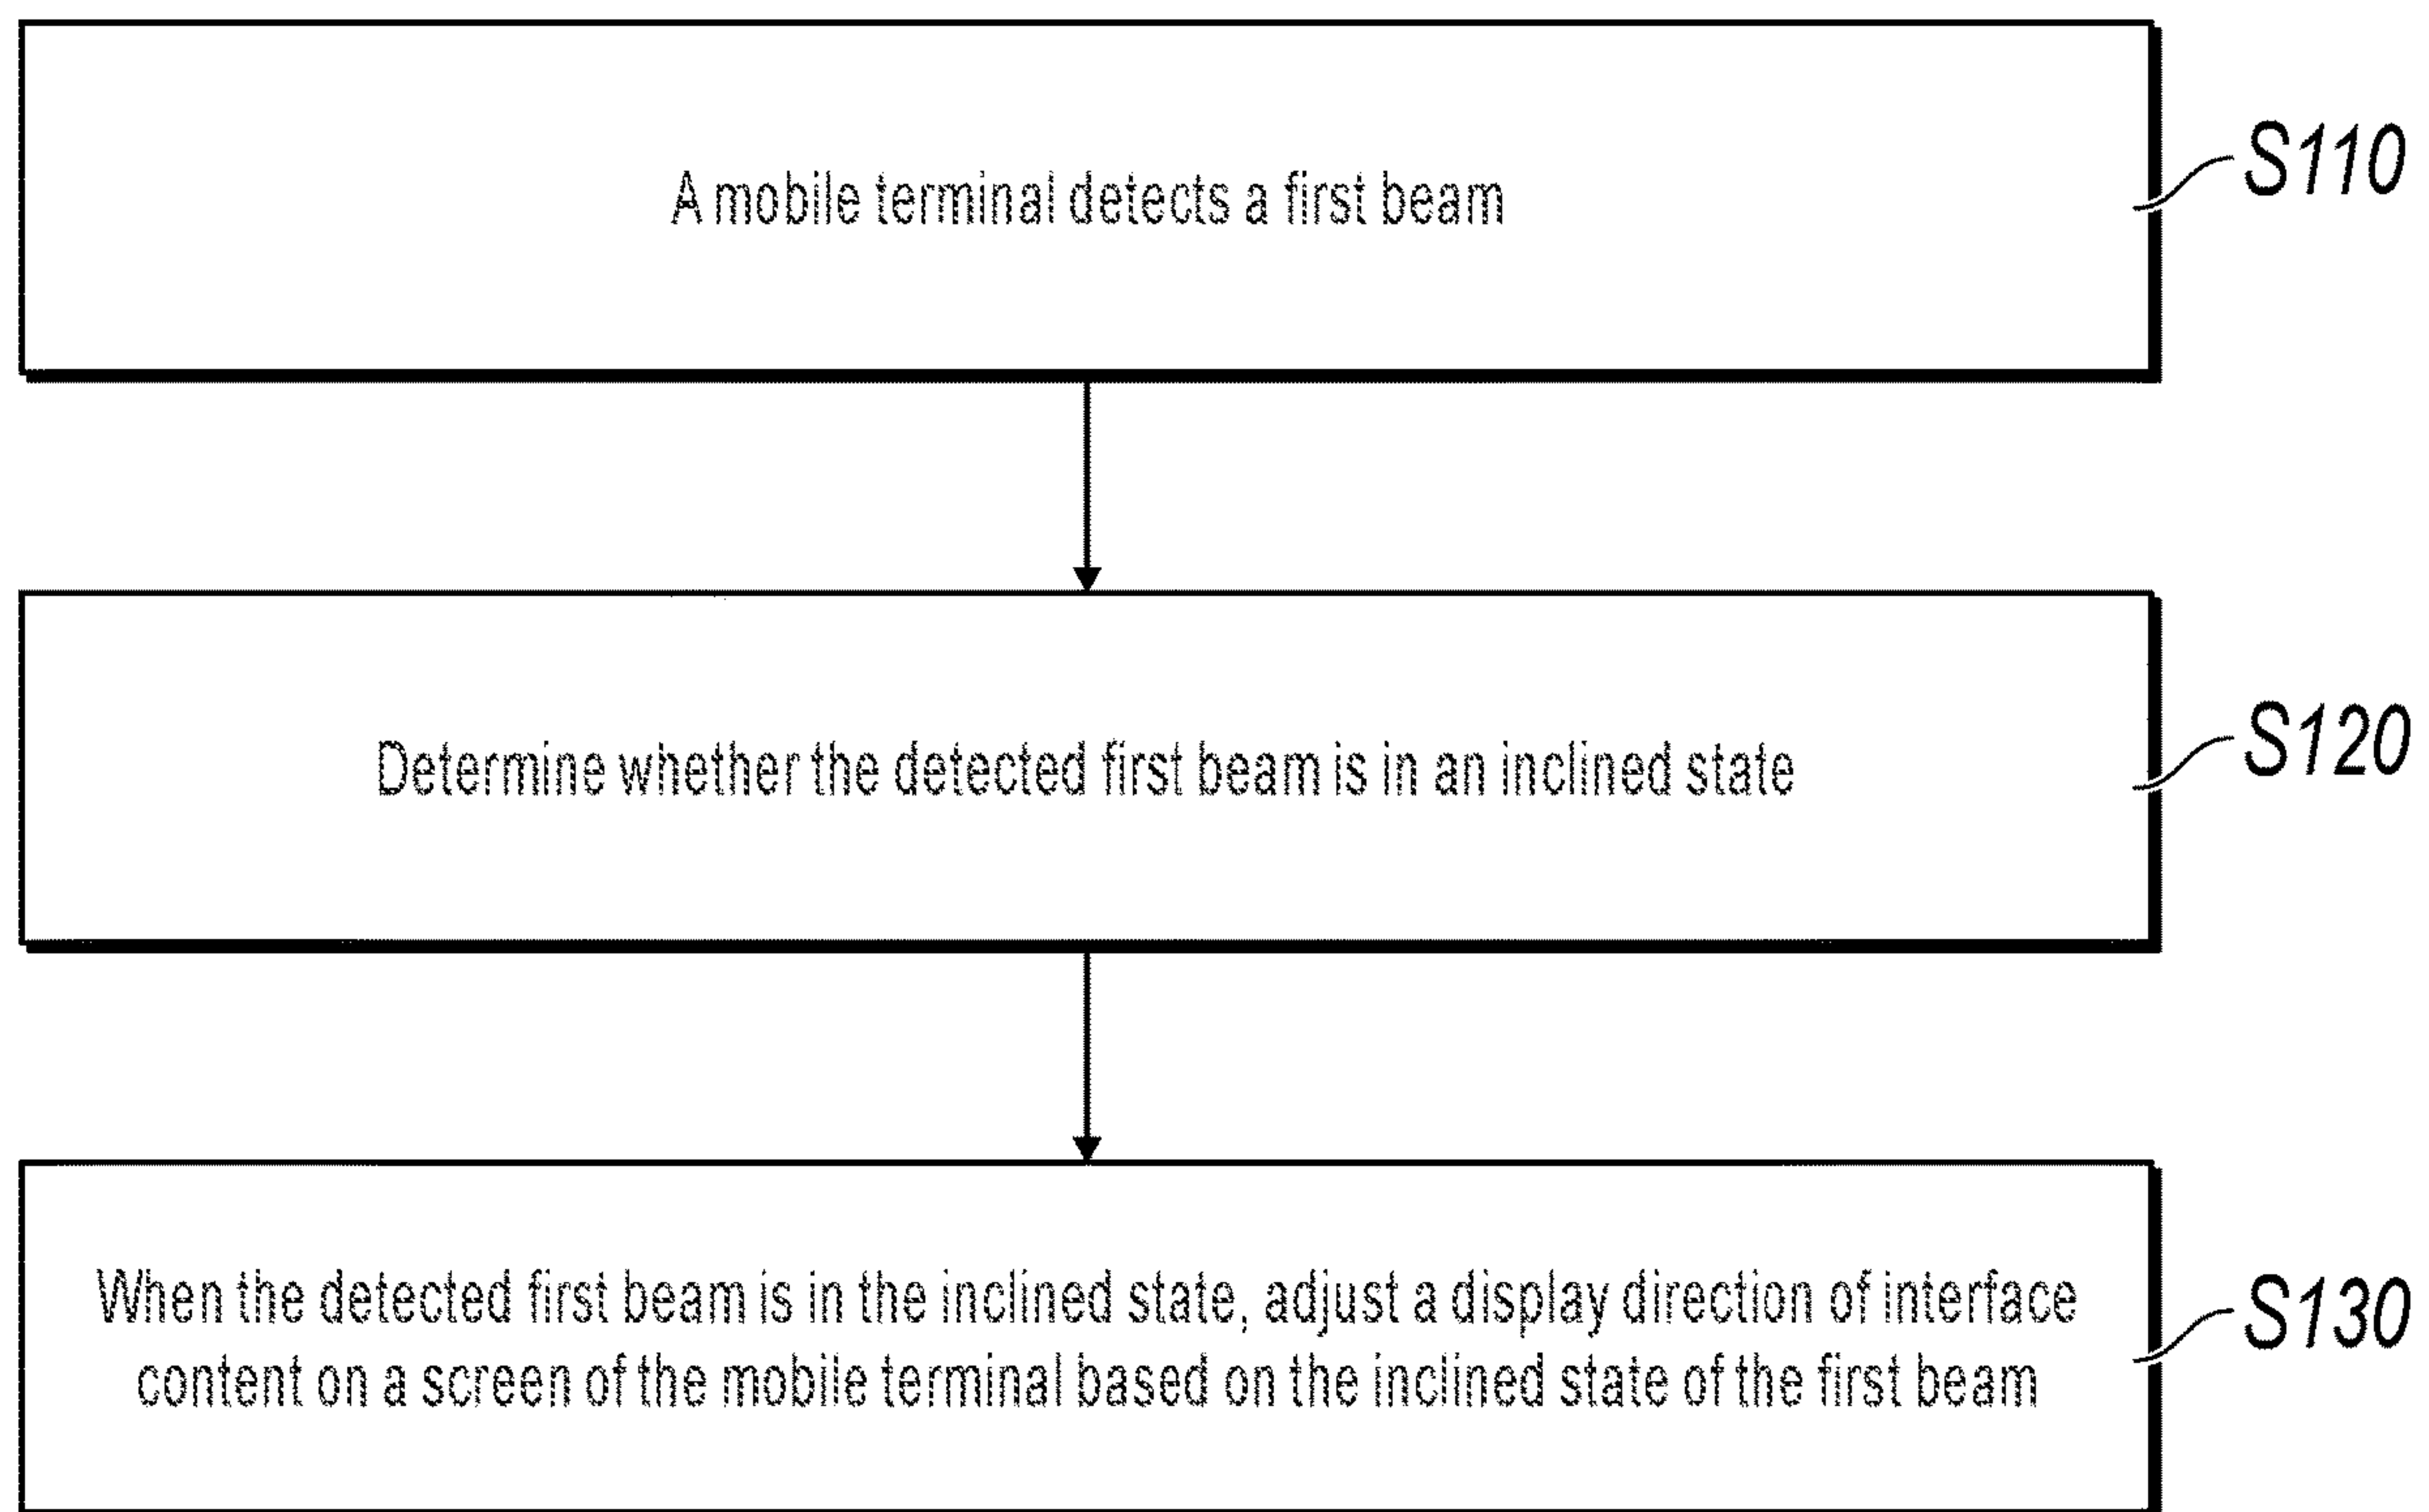 A mobile terminal detects a first beam
S110
Determine whether the detected first beam is in an inclined state
S120
When the detected first beam is in the inclined state, adjust a display direction of interface
content on a screen of the mobile terminal based on the inclined state of the first beam
S130